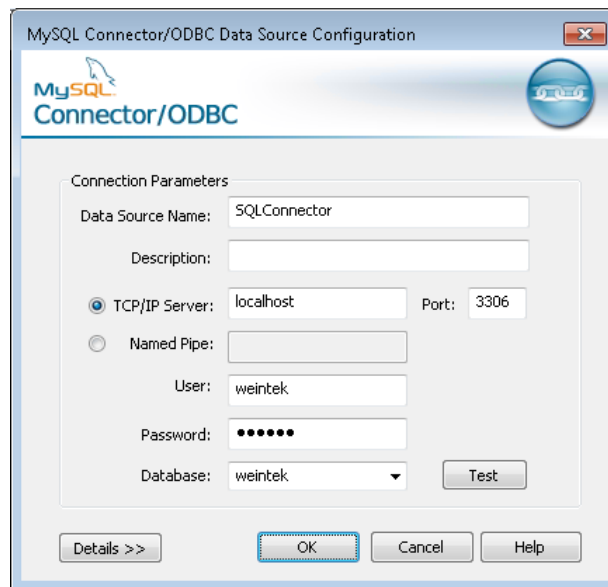 MySQL Connector/ODBC Data Source Configuration
MySQL
Connector/ODBC
Connection Parameters
Data Source Name: SQLConnector
Description:
TCP/IP Server: localhost Port: 3306
Named Pipe:
User: weintek
Password: ●●●●●●
Database: weintek Test
Details >> OK Cancel Help